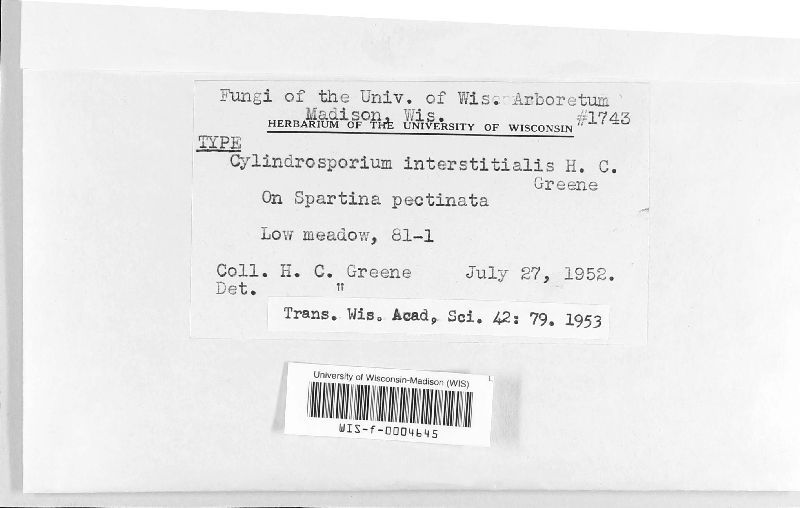 Fungi of the Univ. of Wis. Arboretum
Madison, Wis. #1743
HERBARIUM OF THE UNIVERSITY OF WISCONSIN
TYPE
Cylindrosporium interstitialis H. C.
Greene
On Spartina pectinata
Low meadow, 81-1
Coll. H. C. Greene July 27, 1952.
Det. "
Trans. Wis. Acad. Sci. 42: 79. 1953
University of Wisconsin-Madison (WIS)
WIS-f-0004645